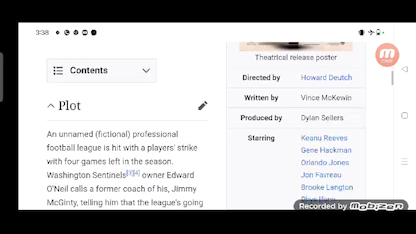 3:38
Contents
Plot
An unnamed (fictional) professional
football league is hit with a players' strike
with four games left in the season.
Washington Sentinels[3][4] owner Edward
O'Neil calls a former coach of his, Jimmy
McGinty, telling him that the league's going
Theatrical release poster
Directed by Howard Deutch
Written by Vince McKewin
Produced by Dylan Sellers
Starring Keanu Reeves
Gene Hackman
Orlando Jones
Jon Favreau
Brooke Langton
Recorded by Mobizen